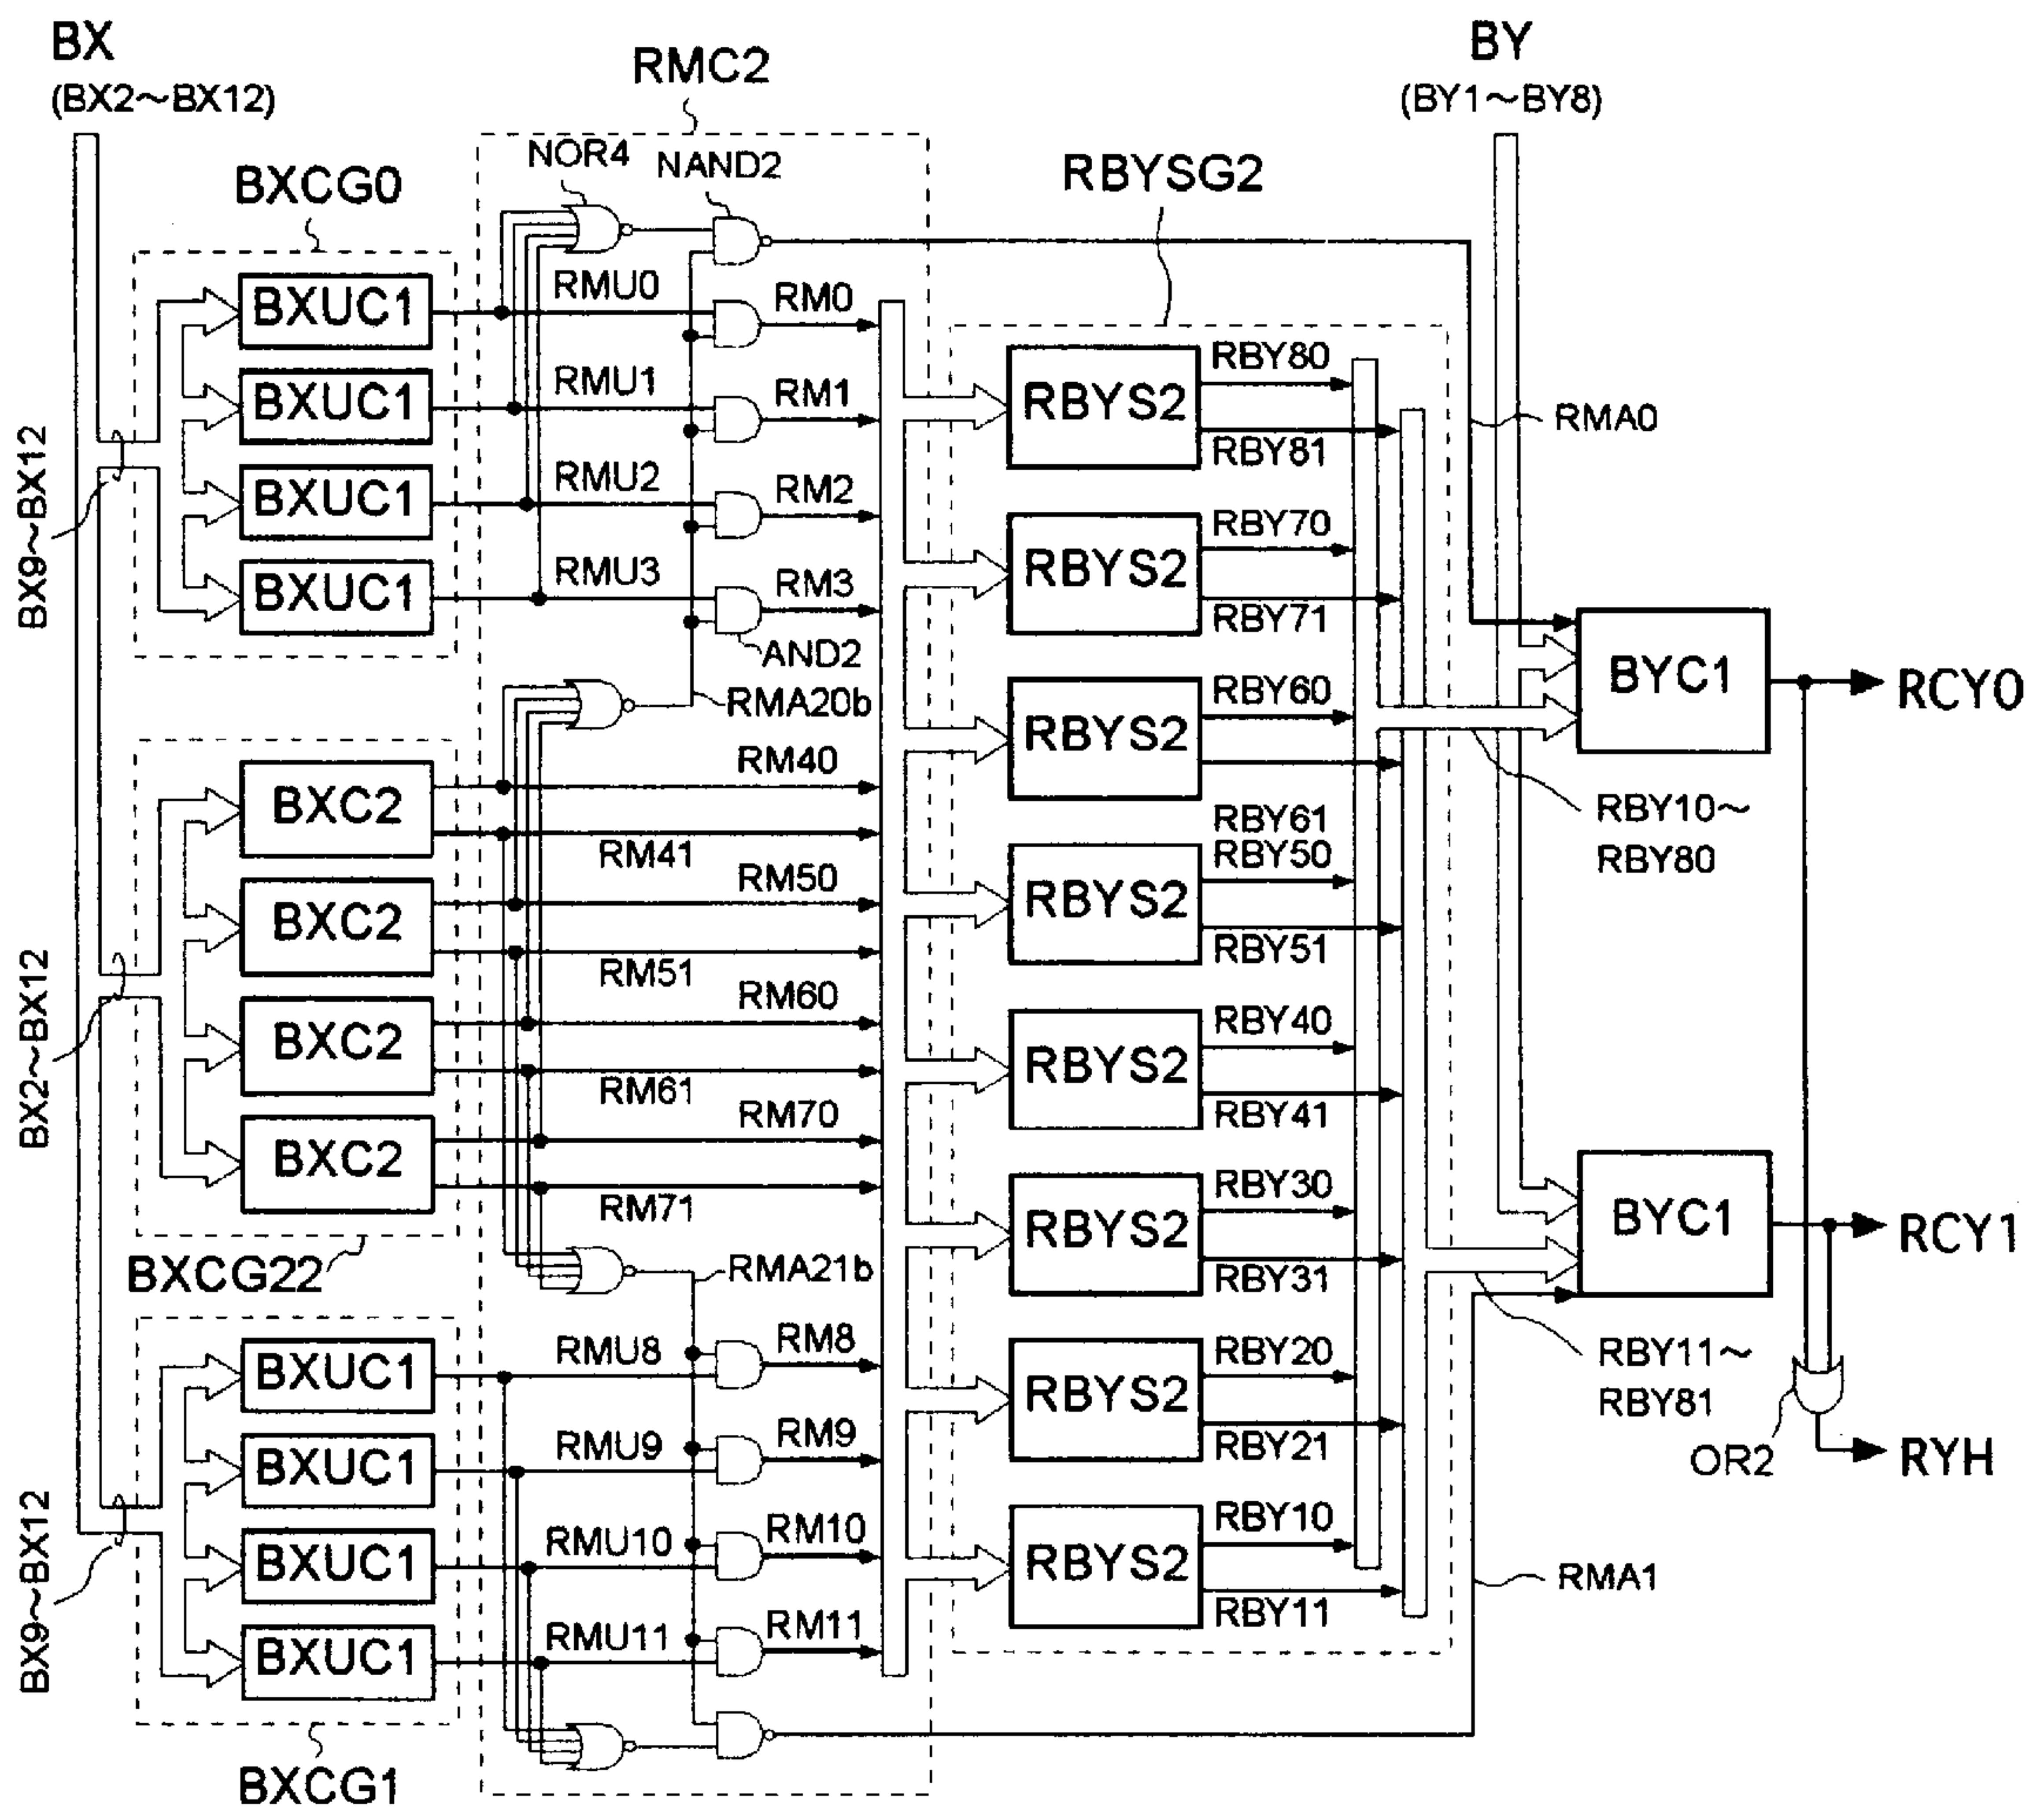 BX
(BX2～BX12)
RMC2
BY
(BY1～BY8)
NOR4
NAND2
RBYSG2
BXCG0
BXUC1
BXUC1
BXUC1
BXUC1
RMU0
RMU1
RMU2
RMU3
RM0
RM1
RM2
RM3
AND2
RMA20b
BX9～BX12
BXC2
BXC2
BXC2
BXC2
RM40
RM41
RM50
RM51
RM60
RM61
RM70
RM71
BX2～BX12
BXCG22
RMA21b
BXUC1
BXUC1
BXUC1
BXUC1
RMU8
RMU9
RMU10
RMU11
RM8
RM9
RM10
RM11
BX9～BX12
BXCG1
RBYS2
RBYS2
RBYS2
RBYS2
RBYS2
RBYS2
RBYS2
RBYS2
RBY80
RBY81
RBY70
RBY71
RBY60
RBY61
RBY50
RBY51
RBY40
RBY41
RBY30
RBY31
RBY20
RBY21
RBY10
RBY11
RMA0
BYC1
RCY0
RBY10～
RBY80
BYC1
RCY1
RBY11～
RBY81
OR2
RYH
RMA1